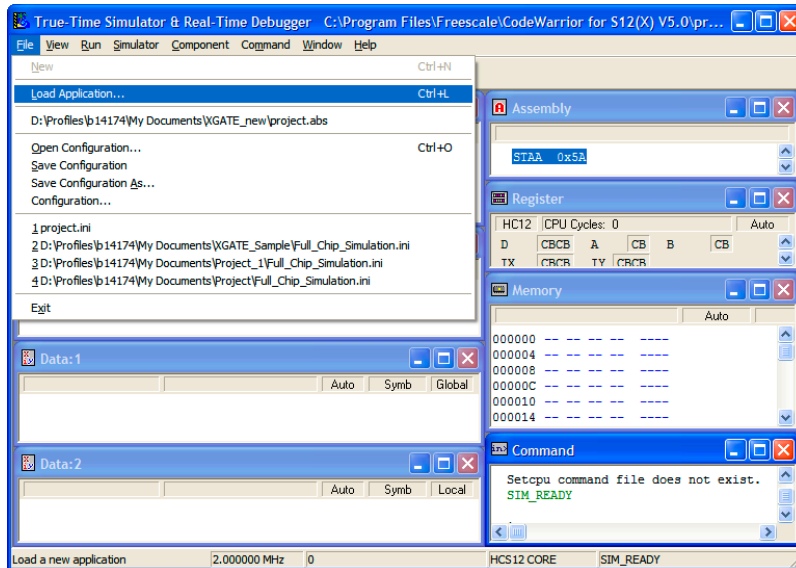 True-Time Simulator & Real-Time Debugger C:\Program Files\Freescale\CodeWarrior for S12(X) V5.0\pr...
File View Run Simulator Component Command Window Help
New Ctrl+N
Load Application... Ctrl+L
D:\Profiles\b14174\My Documents\XGATE_new\project.abs
Open Configuration... Ctrl+O
Save Configuration
Save Configuration As...
Configuration...
1 project.ini
2 D:\Profiles\b14174\My Documents\XGATE_Sample\Full_Chip_Simulation.ini
3 D:\Profiles\b14174\My Documents\Project_1\Full_Chip_Simulation.ini
4 D:\Profiles\b14174\My Documents\Project\Full_Chip_Simulation.ini
Exit
Assembly
STAA 0x5A
Register
HC12 CPU Cycles: 0 Auto
D CBCB A CB B CB
IX CBCB IY CBCB
Memory
Auto
000000 -- -- -- -- ----
000004 -- -- -- -- ----
000008 -- -- -- -- ----
00000C -- -- -- -- ----
000010 -- -- -- -- ----
000014 -- -- -- -- ----
Data:1
Auto Symb Global
Data:2
Auto Symb Local
Command
Setcpu command file does not exist.
SIM_READY
Load a new application 2.000000 MHz 0 HCS12 CORE SIM_READY